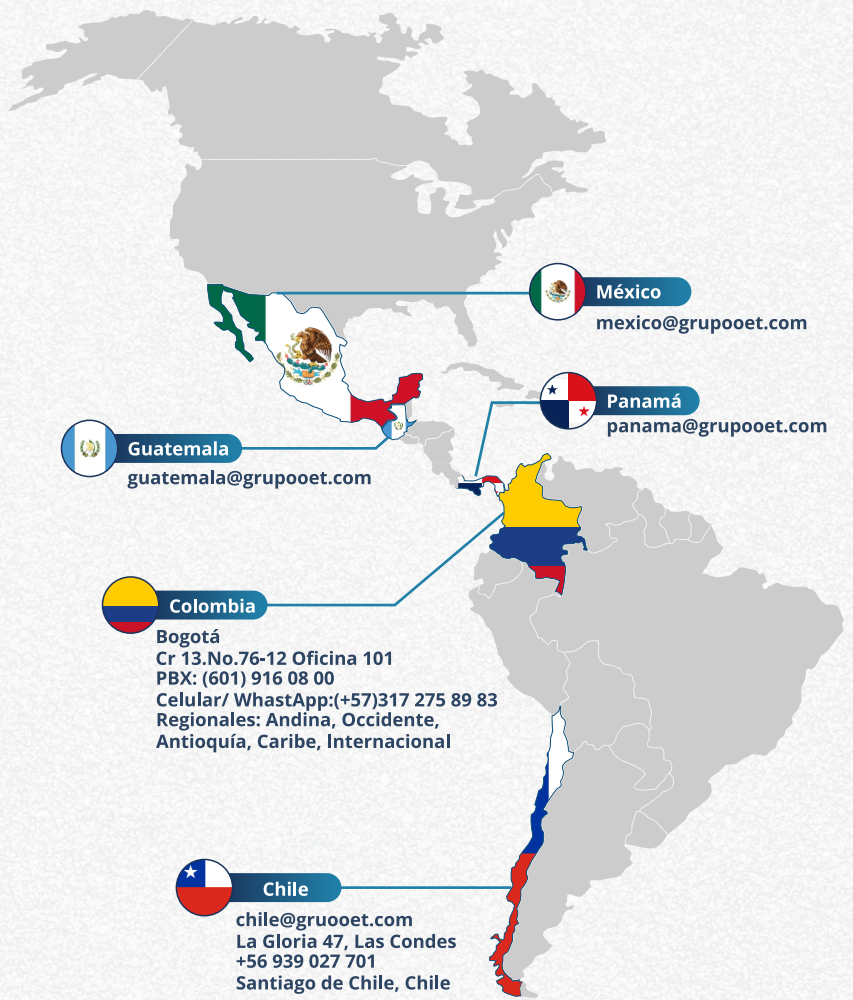 México
mexico@grupooet.com
Panamá
panama@grupooet.com
Guatemala
guatemala@grupooet.com
Colombia
Bogotá
Cr 13.No.76-12 Oficina 101
PBX: (601) 916 08 00
Celular/ WhastApp:(+57)317 275 89 83
Regionales: Andina, Occidente,
Antioquía, Caribe, Internacional
Chile
chile@gruooet.com
La Gloria 47, Las Condes
+56 939 027 701
Santiago de Chile, Chile